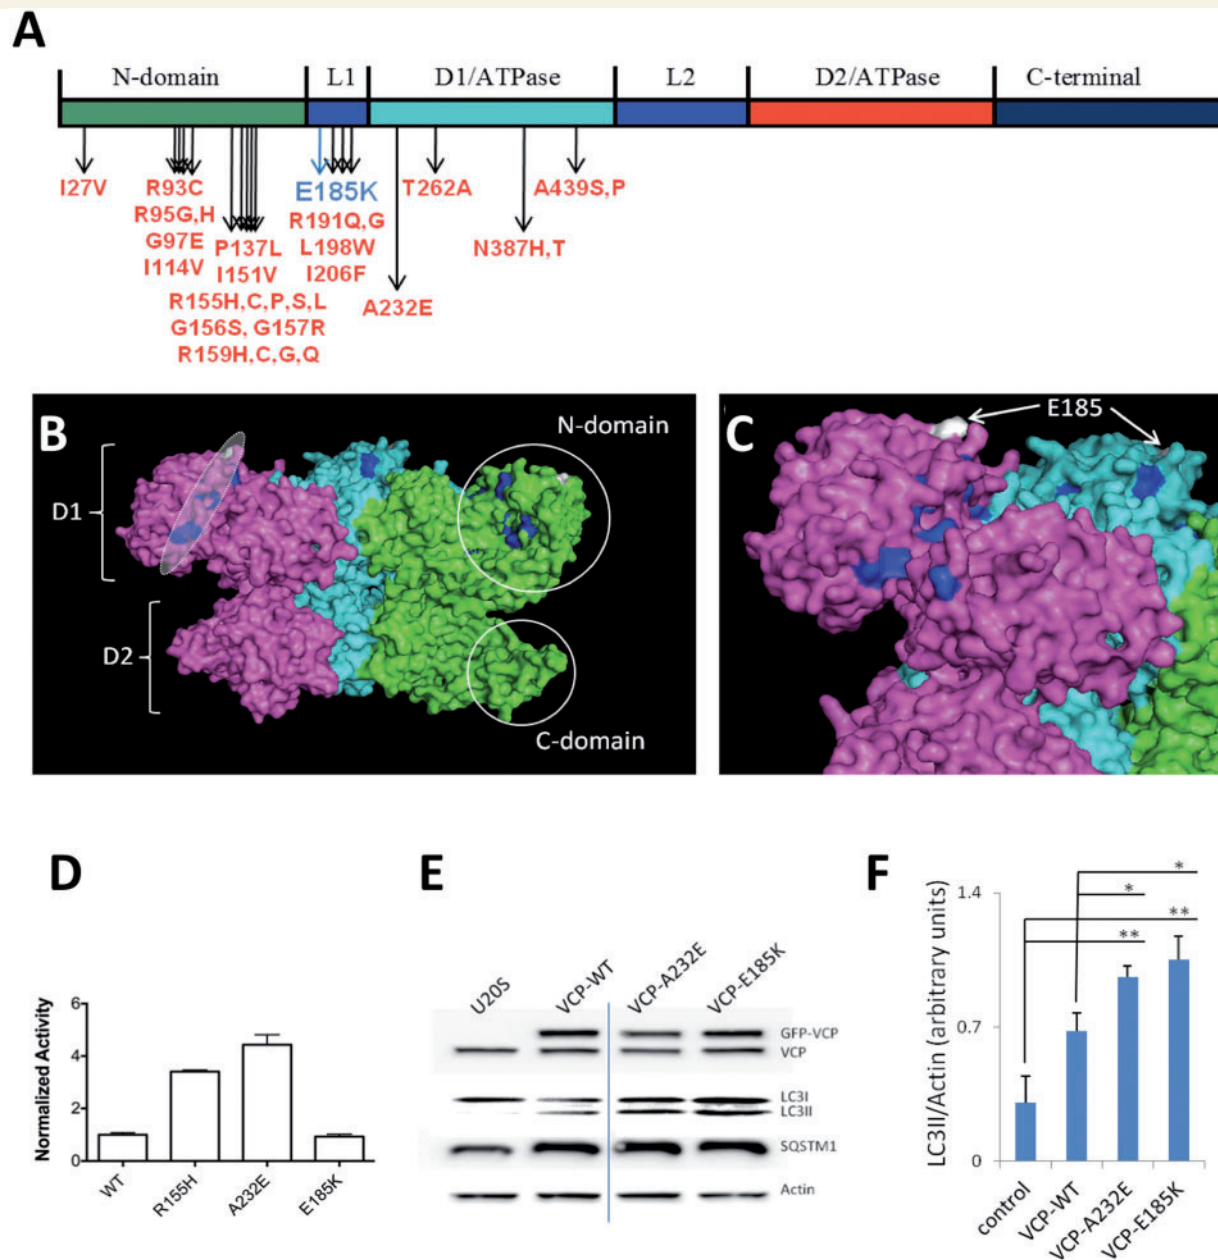 A
N-domain L1 D1/ATPase L2 D2/ATPase C-terminal
I27V R93C E185K T262A A439S,P
R95G,H R191Q,G
G97E P137L L198W N387H,T
I114V I151V I206F
R155H,C,P,S,L A232E
G156S, G157R
R159H,C,G,Q
B
N-domain
D1
D2
C-domain
C
E185
D
Normalized Activity
6
4
2
0
WT R155H A232E E185K
E
U20S VCP-WT VCP-A232E VCP-E185K
GFP-VCP
VCP
LC3I
LC3II
SQSTM1
Actin
F
LC3II/Actin (arbitrary units)
1.4
0.7
0
*
*
**
**
control VCP-WT VCP-A232E VCP-E185K